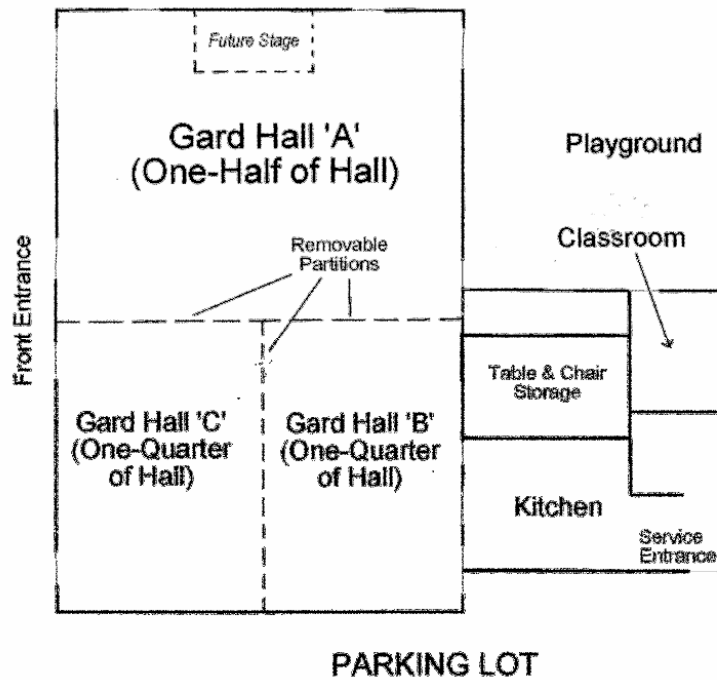 Future Stage
Gard Hall 'A'
(One-Half of Hall)
Playground
Classroom
Removable
Partitions
Front Entrance
Table & Chair
Storage
Gard Hall 'C'
(One-Quarter
of Hall)
Gard Hall 'B'
(One-Quarter
of Hall)
Kitchen
Service
Entrance
PARKING LOT